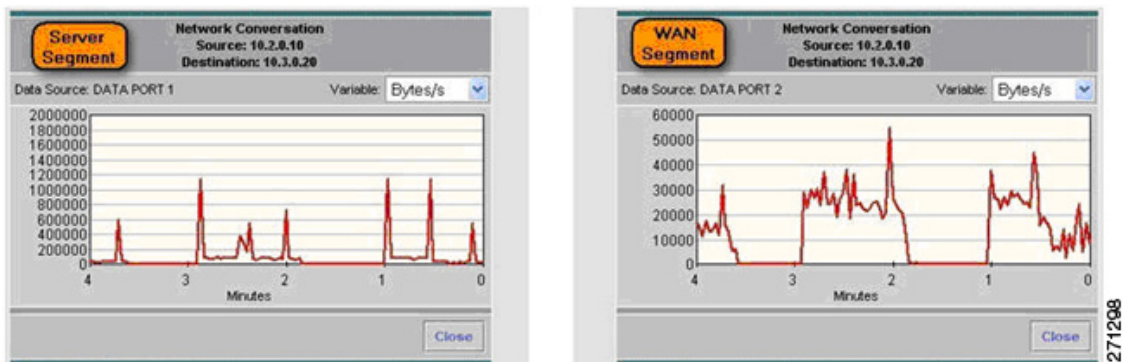 Server
Segment
Network Conversation
Source: 10.2.0.10
Destination: 10.3.0.20
Data Source: DATA PORT 1
Variable: Bytes/s
2000000
1800000
1600000
1400000
1200000
1000000
800000
600000
400000
200000
0
4 3 2 1 0
Minutes
Close
WAN
Segment
Network Conversation
Source: 10.2.0.10
Destination: 10.3.0.20
Data Source: DATA PORT 2
Variable: Bytes/s
60000
50000
40000
30000
20000
10000
0
4 3 2 1 0
Minutes
Close
271298